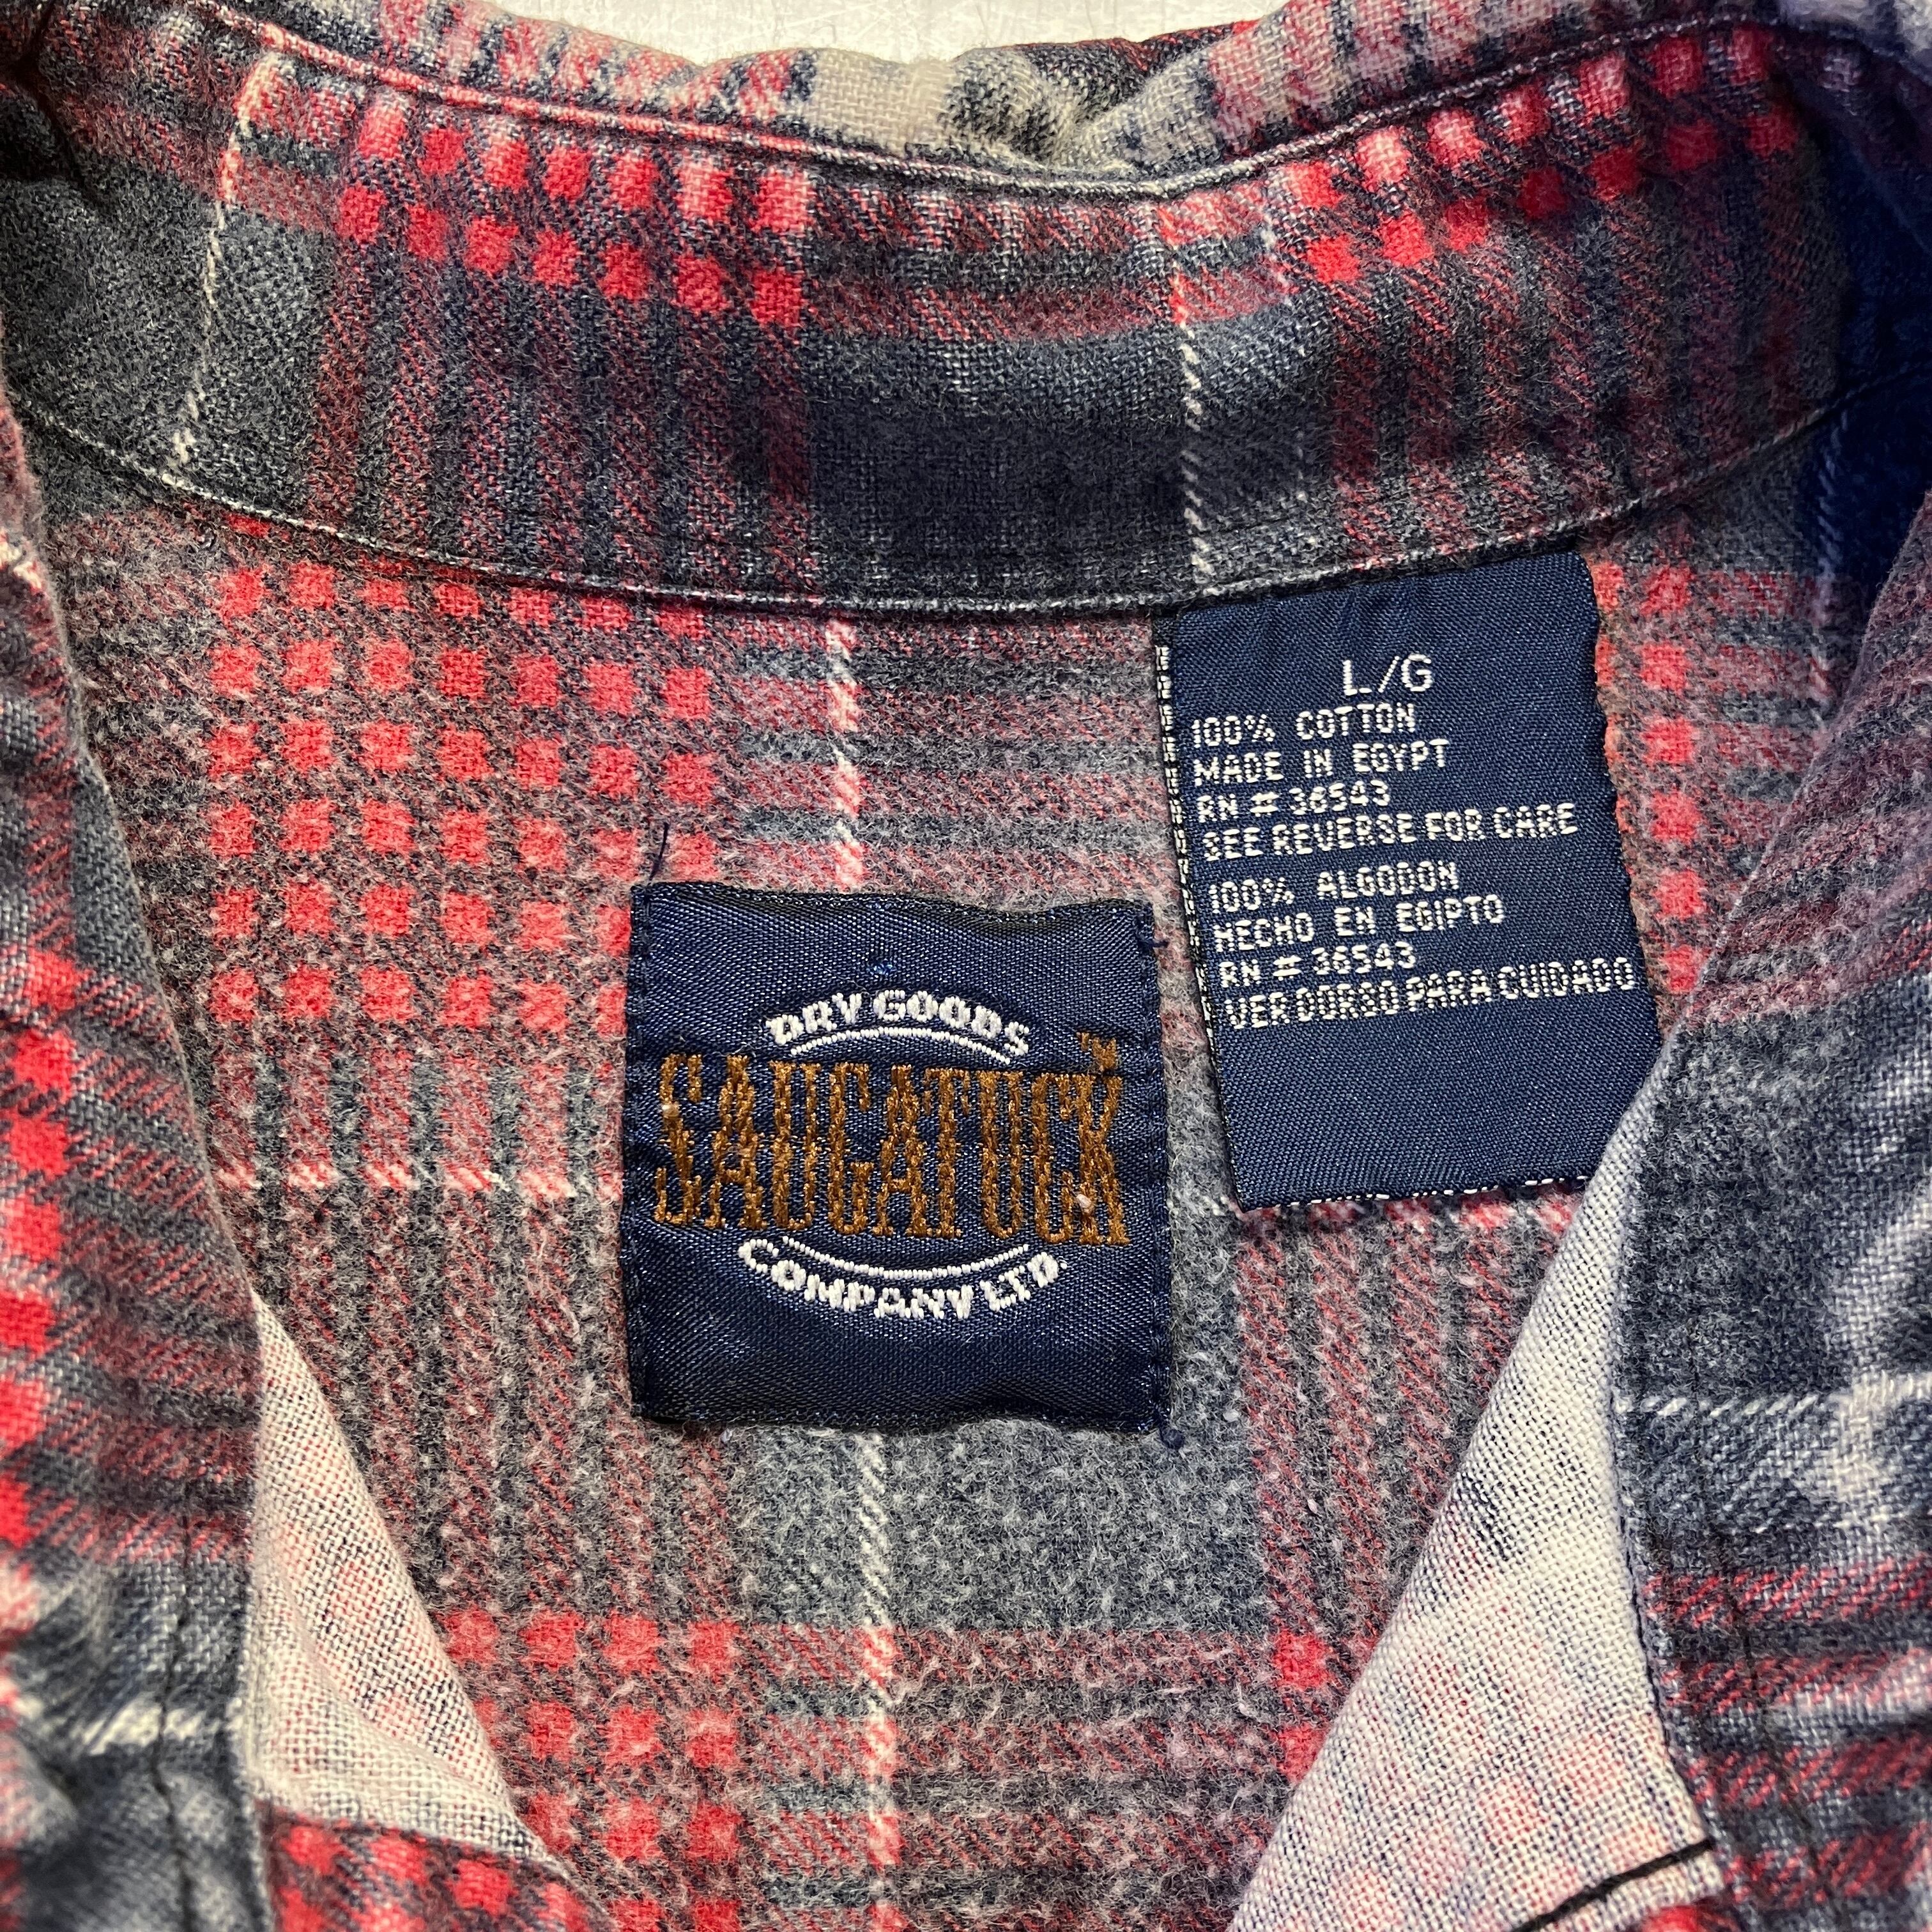 L/G
100% COTTON
MADE IN EGYPT
RN # 36543
SEE REVERSE FOR CARE
100% ALGODON
HECHO EN EGIPTO
RN # 36543
VER DORSO PARA CUIDADO
DRY GOODS
SAUGATUCK™
COMPANY LTD